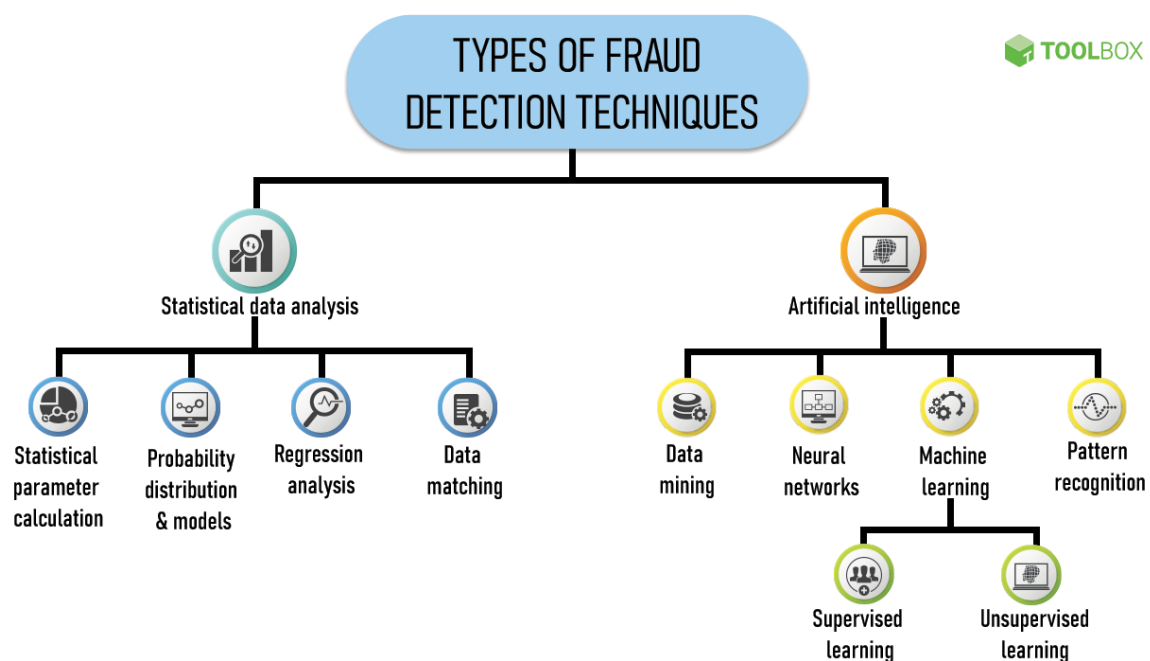 TYPES OF FRAUD
DETECTION TECHNIQUES
TOOLBOX
Statistical data analysis
Artificial intelligence
Statistical
parameter
calculation
Probability
distribution
& models
Regression
analysis
Data
matching
Data
mining
Neural
networks
Machine
learning
Pattern
recognition
Supervised
learning
Unsupervised
learning